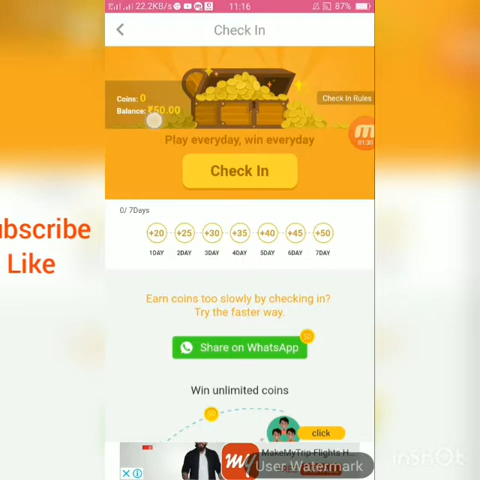 22.2KB/s
11:16
87%
Check In
Coins: 0
Balance: ₹50.00
Check In Rules
01:30
Play everyday, win everyday
Check In
ubscribe
Like
0/ 7Days
+20 +25 +30 +35 +40 +45 +50
1DAY 2DAY 3DAY 4DAY 5DAY 6DAY 7DAY
Earn coins too slowly by checking in?
Try the faster way.
Share on WhatsApp
Win unlimited coins
click
MakeMyTrip-Flights H...
User Watermark
INSHOT